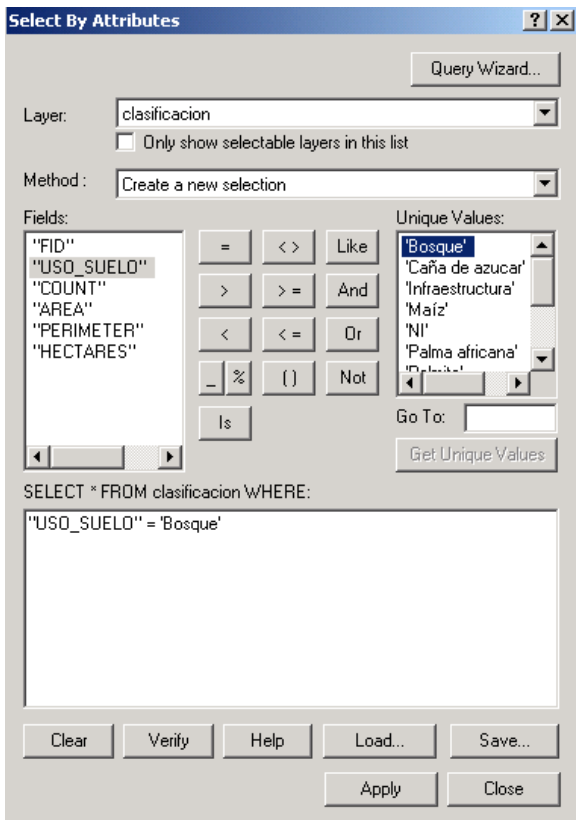 Select By Attributes
Query Wizard...
Layer: clasificacion
Only show selectable layers in this list
Method : Create a new selection
Fields:
"FID"
"USO_SUELO"
"COUNT"
"AREA"
"PERIMETER"
"HECTARES"
= < > Like
> > = And
< < = Or
_ % ( ) Not
Is
Unique Values:
'Bosque'
'Caña de azucar'
'Infraestructura'
'Maíz'
'NI'
'Palma africana'
Go To:
Get Unique Values
SELECT * FROM clasificacion WHERE:
"USO_SUELO" = 'Bosque'
Clear Verify Help Load... Save...
Apply Close